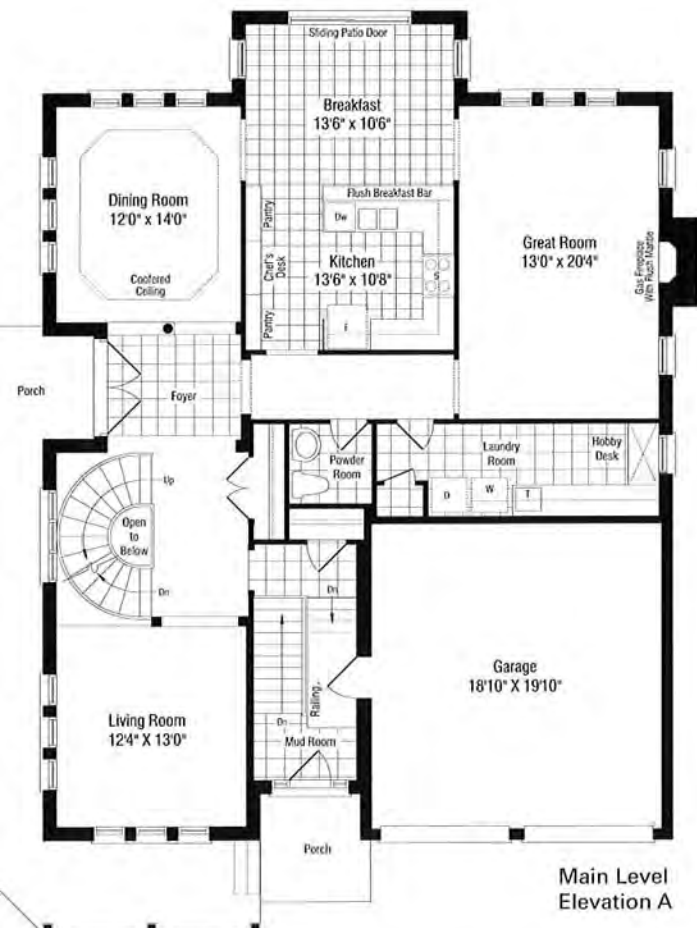 Sliding Patio Door
Breakfast
13'6" x 10'6"
Dining Room
12'0" x 14'0"
Coofered
Ceiling
Pantry
Chef's
Desk
Pantry
Flush Breakfast Bar
Dw
Kitchen
13'6" x 10'8"
S
Great Room
13'0" x 20'4"
Gas Fireplace
With Flush Mantle
Porch
Foyer
Up
Open
to
Below
Dn
Powder
Room
Laundry
Room
Hobby
Desk
D
W
T
Dn
Railing
Dn
Mud Room
Garage
18'10" X 19'10"
Living Room
12'4" X 13'0"
Porch
Main Level
Elevation A